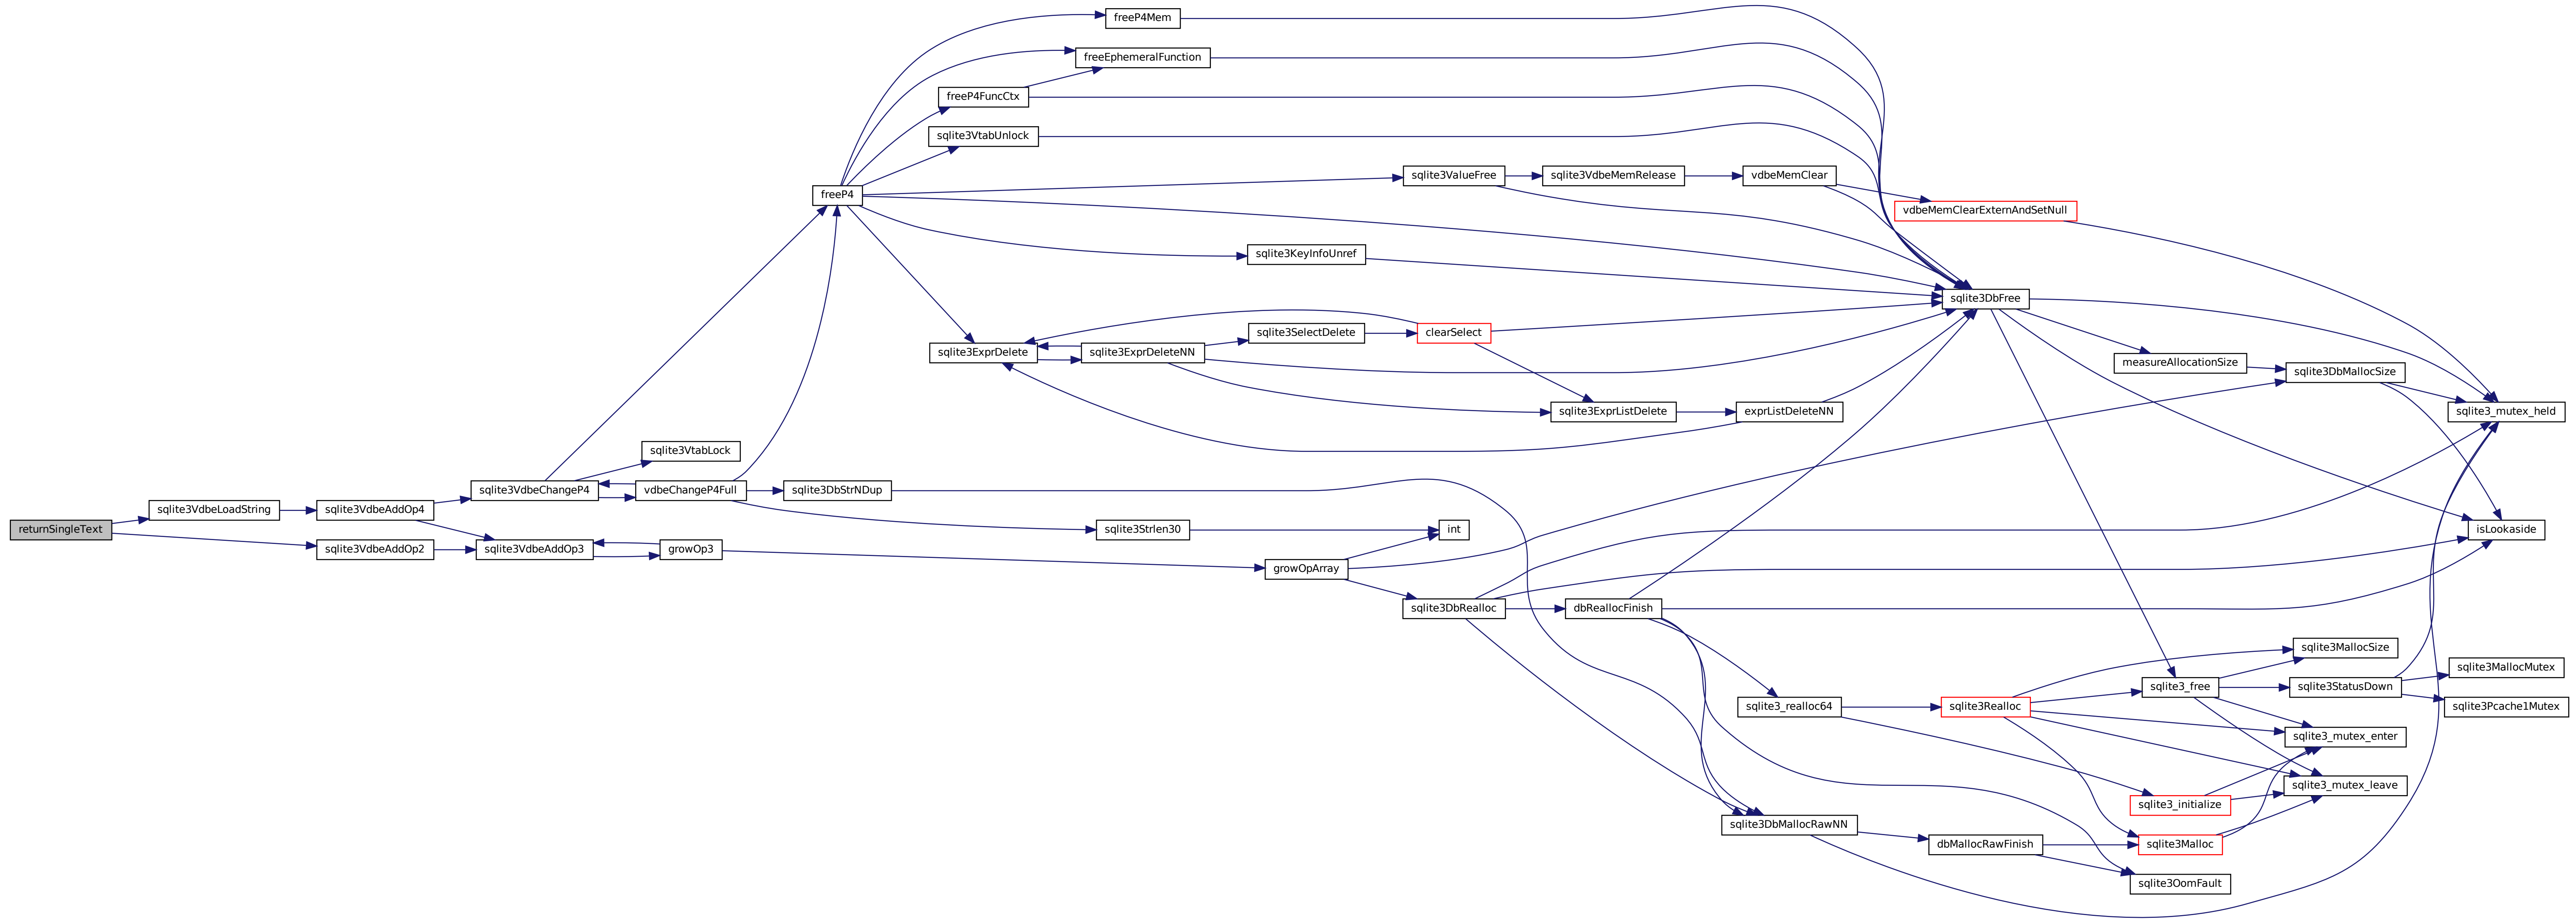 returnSingleText
sqlite3VdbeLoadString
sqlite3VdbeAddOp2
sqlite3VdbeAddOp4
sqlite3VdbeAddOp3
sqlite3VdbeChangeP4
growOp3
sqlite3VtabLock
vdbeChangeP4Full
freeP4
sqlite3DbStrNDup
freeP4Mem
freeEphemeralFunction
freeP4FuncCtx
sqlite3VtabUnlock
sqlite3ExprDelete
sqlite3ExprDeleteNN
sqlite3Strlen30
sqlite3KeyInfoUnref
sqlite3SelectDelete
growOpArray
sqlite3ValueFree
clearSelect
int
sqlite3DbRealloc
sqlite3VdbeMemRelease
sqlite3ExprListDelete
dbReallocFinish
vdbeMemClear
exprListDeleteNN
sqlite3_realloc64
sqlite3DbMallocRawNN
vdbeMemClearExternAndSetNull
sqlite3DbFree
sqlite3Realloc
dbMallocRawFinish
measureAllocationSize
sqlite3_free
sqlite3_initialize
sqlite3Malloc
sqlite3OomFault
sqlite3DbMallocSize
sqlite3MallocSize
sqlite3StatusDown
sqlite3_mutex_enter
sqlite3_mutex_leave
sqlite3_mutex_held
isLookaside
sqlite3MallocMutex
sqlite3Pcache1Mutex